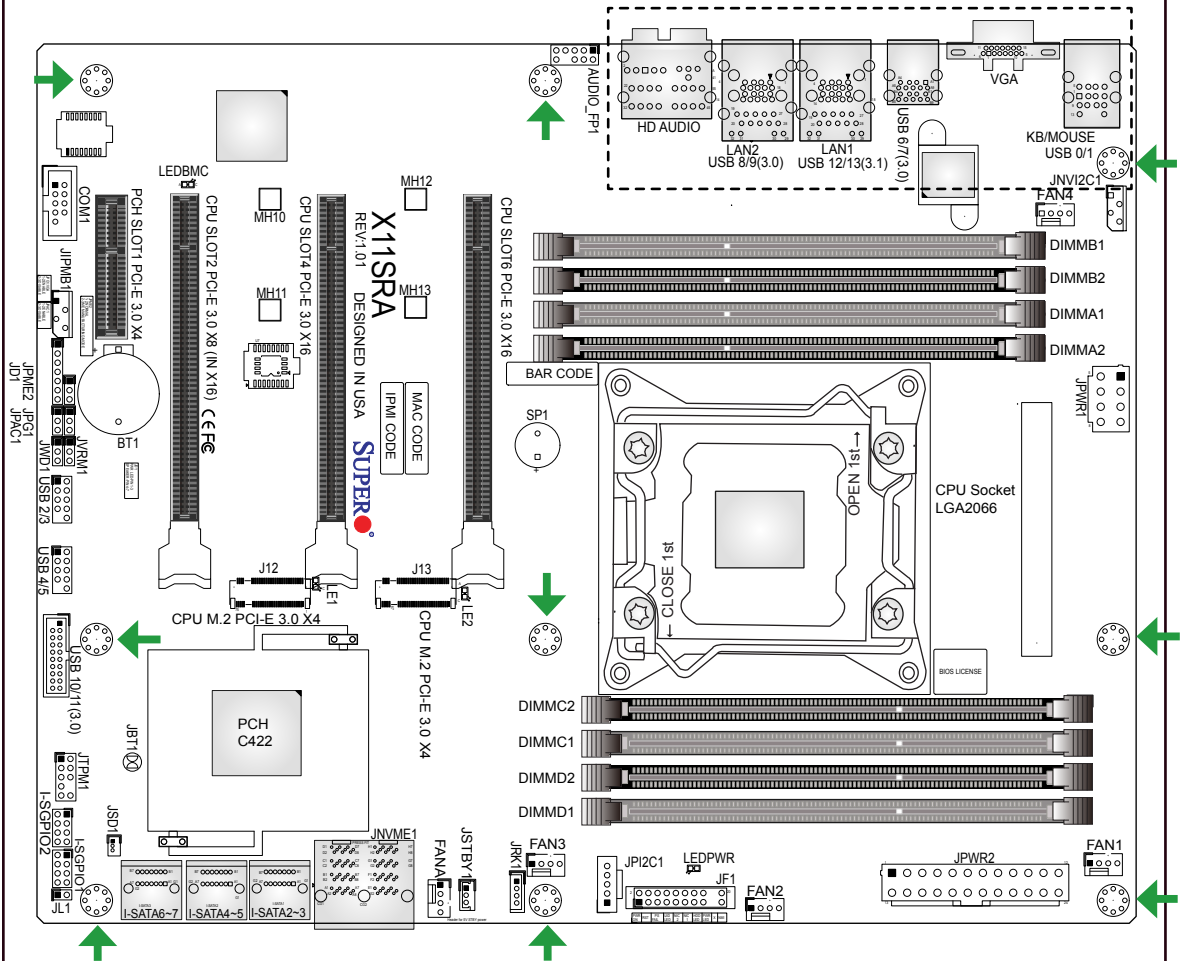 AUDIO_FP1
HD AUDIO
LAN2
USB 8/9(3.0)
LAN1
USB 12/13(3.1)
USB 6/7(3.0)
VGA
KB/MOUSE
USB 0/1
JNVI2C1
FAN4
COM1
LEDBMC
MH10
MH12
MH11
MH13
PCH SLOT1 PCI-E 3.0 X4
CPU SLOT2 PCI-E 3.0 X8 (IN X16)
CPU SLOT4 PCI-E 3.0 X16
CPU SLOT6 PCI-E 3.0 X16
X11SRA
REV:1.01
DESIGNED IN USA
SUPER
CE FC
JIPMB1
DIMMB1
DIMMB2
DIMMA1
DIMMA2
BAR CODE
IPMI CODE
MAC CODE
SP1
BT1
JPME2
JD1
JPG1
JPAC1
JVRM1
JWD1
USB 2/3
USB 4/5
JPWR1
OPEN 1st→
← CLOSE 1st
CPU Socket
LGA2066
J12
LE1
CPU M.2 PCI-E 3.0 X4
J13
LE2
CPU M.2 PCI-E 3.0 X4
USB 10/11(3.0)
BIOS LICENSE
PCH
C422
JBT1
JTPM1
DIMMC2
DIMMC1
DIMMD2
DIMMD1
I-SGPIO2
I-SGPIO1
JSD1
JL1
I-SATA6~7
I-SATA4~5
I-SATA2~3
JNVME1
FANA
JSTBY1
JRK1
FAN3
JPI2C1
LEDPWR
JF1
FAN2
JPWR2
FAN1